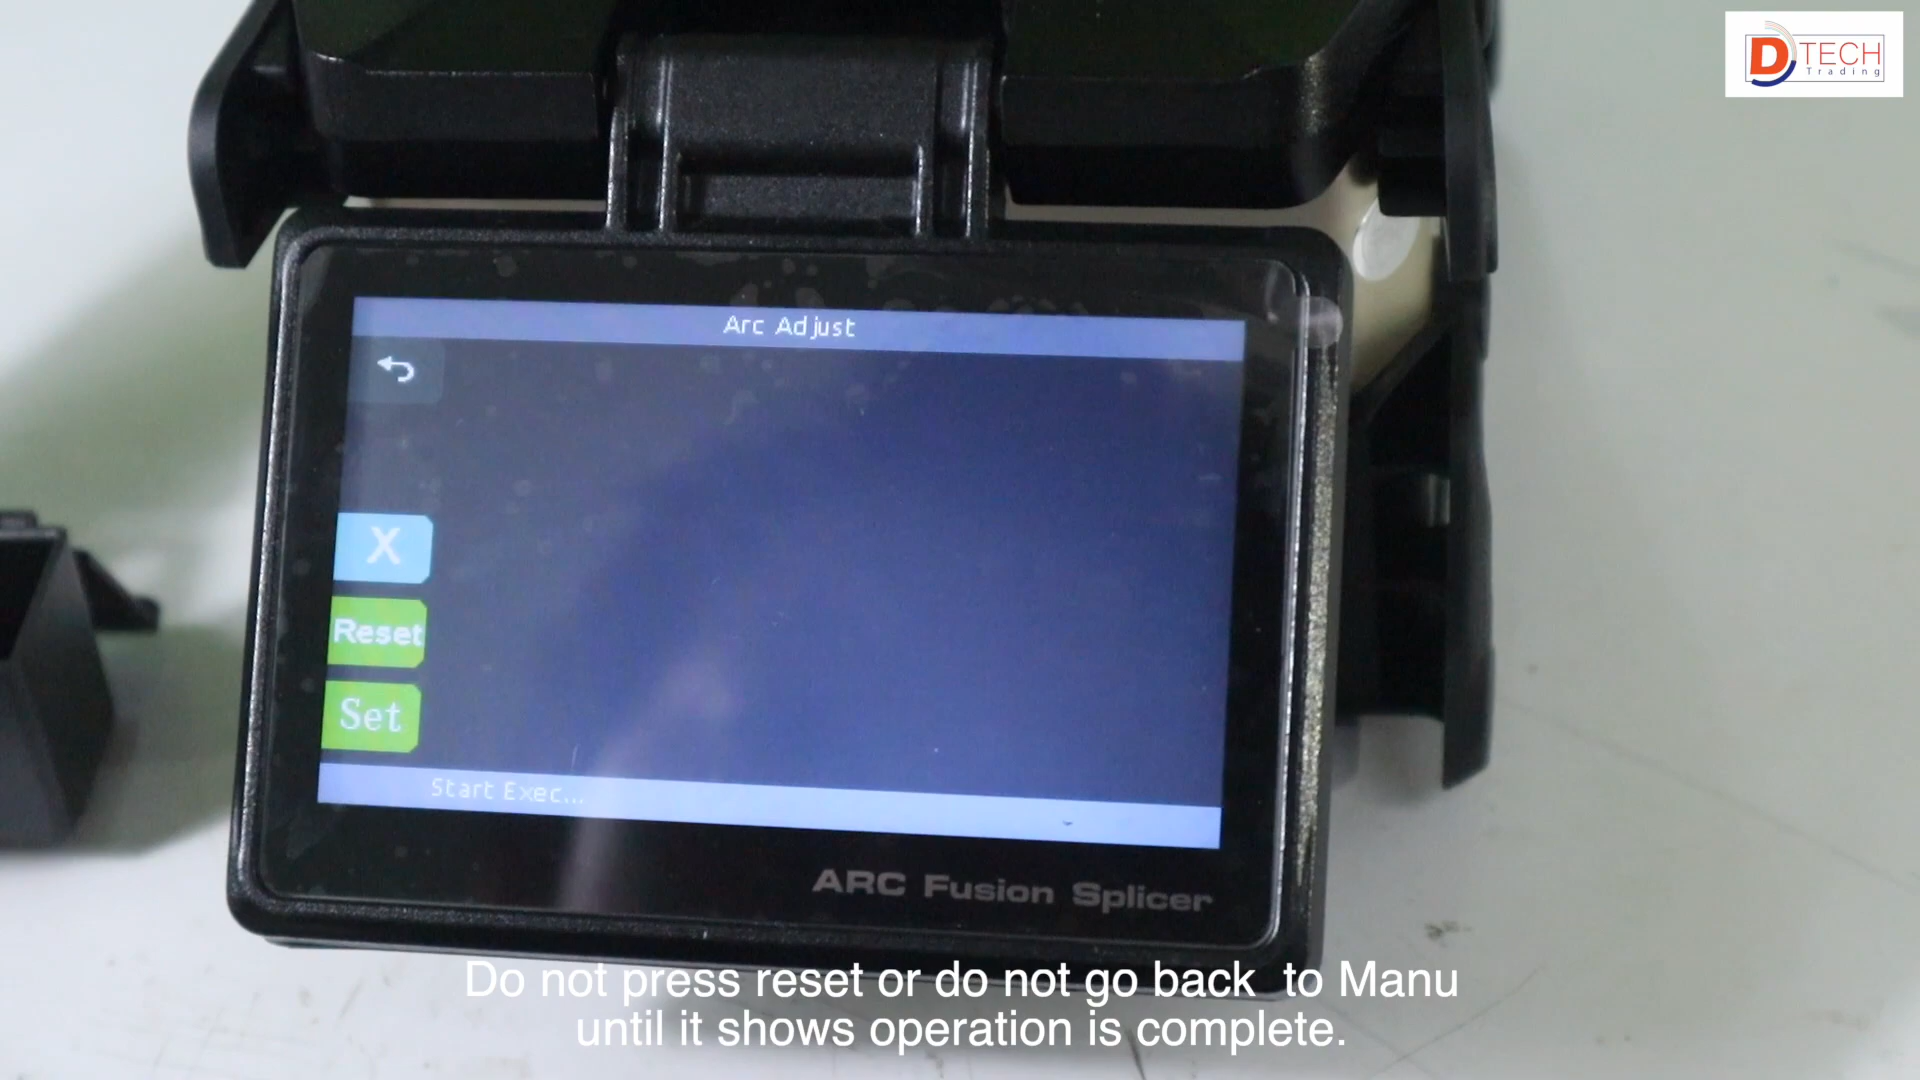 D TECH
Trading
Arc Adjust
X
Reset
Set
Start Exec...
ARC Fusion Splicer
Do not press reset or do not go back  to Manu
until it shows operation is complete.